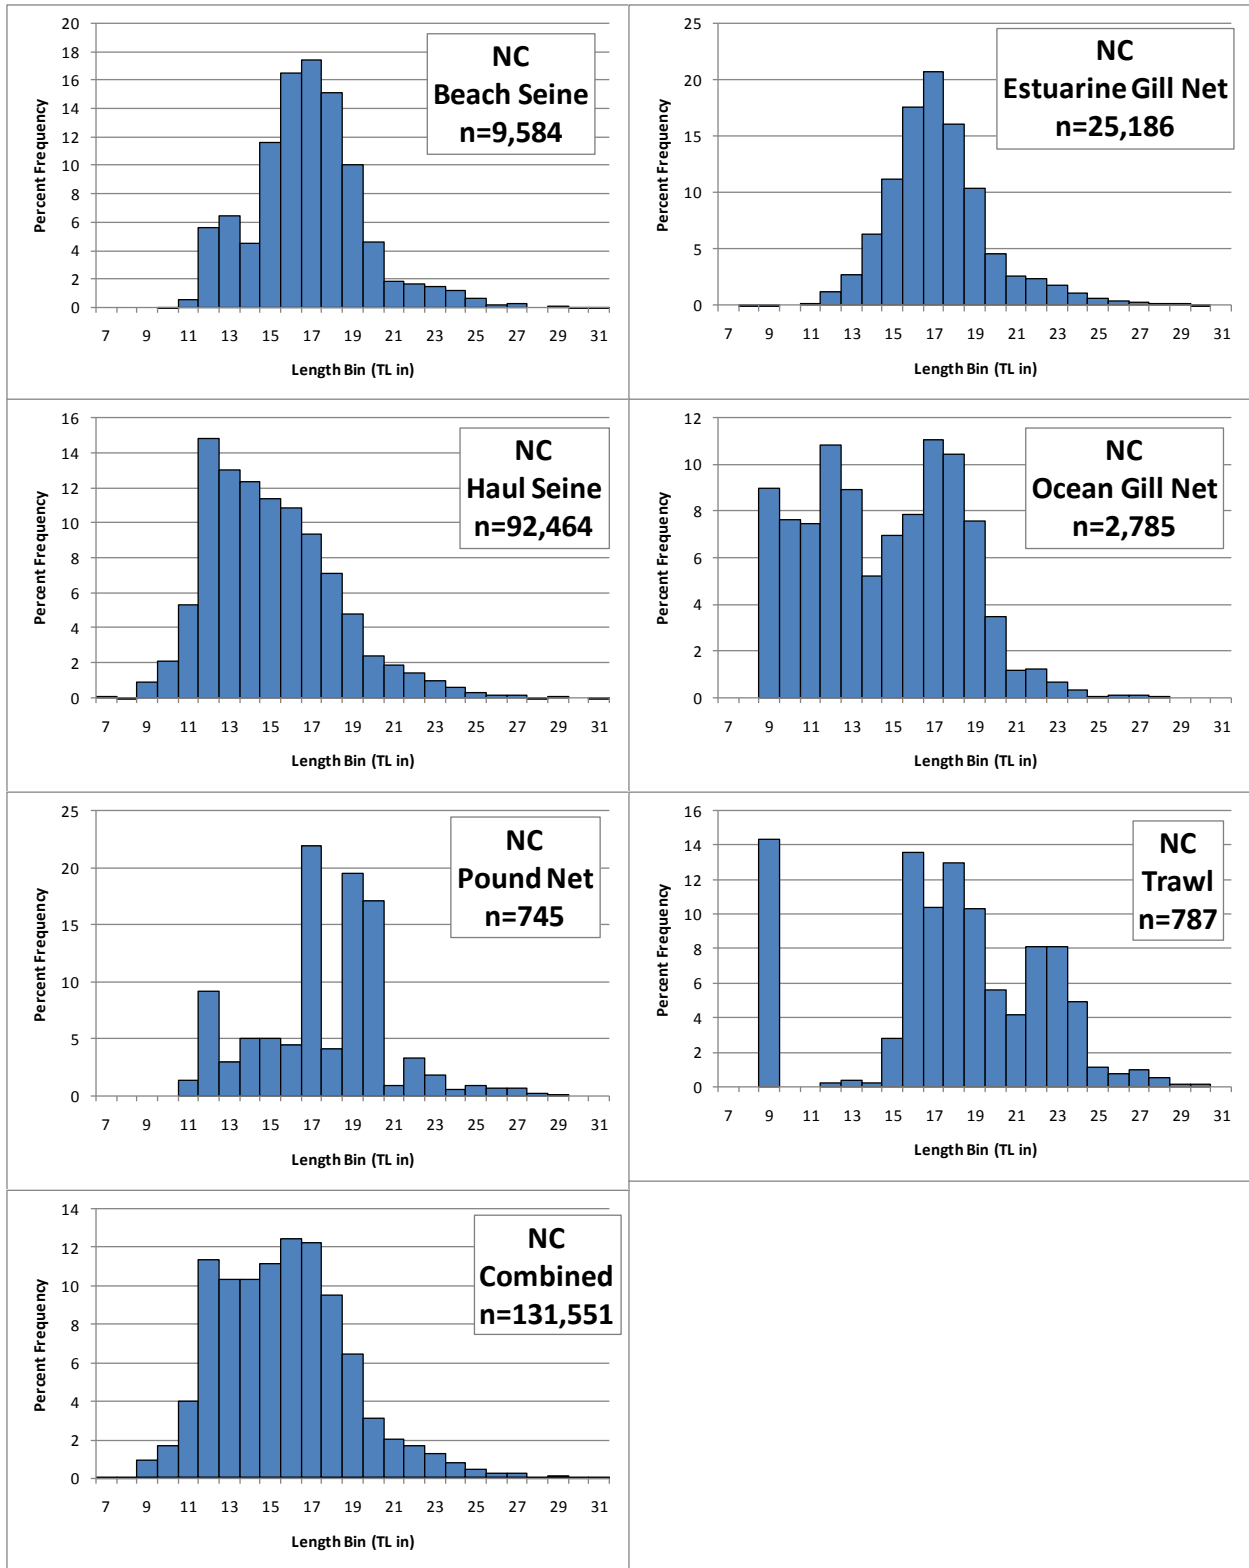 20
18
16
14
12
10
8
6
4
2
0
Percent Frequency
NC
Beach Seine
n=9,584
7 9 11 13 15 17 19 21 23 25 27 29 31
Length Bin (TL in)
25
20
15
10
5
0
Percent Frequency
NC
Estuarine Gill Net
n=25,186
7 9 11 13 15 17 19 21 23 25 27 29 31
Length Bin (TL in)
16
14
12
10
8
6
4
2
0
Percent Frequency
NC
Haul Seine
n=92,464
7 9 11 13 15 17 19 21 23 25 27 29 31
Length Bin (TL in)
12
10
8
6
4
2
0
Percent Frequency
NC
Ocean Gill Net
n=2,785
7 9 11 13 15 17 19 21 23 25 27 29 31
Length Bin (TL in)
25
20
15
10
5
0
Percent Frequency
NC
Pound Net
n=745
7 9 11 13 15 17 19 21 23 25 27 29 31
Length Bin (TL in)
16
14
12
10
8
6
4
2
0
Percent Frequency
NC
Trawl
n=787
7 9 11 13 15 17 19 21 23 25 27 29 31
Length Bin (TL in)
14
12
10
8
6
4
2
0
Percent Frequency
NC
Combined
n=131,551
7 9 11 13 15 17 19 21 23 25 27 29 31
Length Bin (TL in)